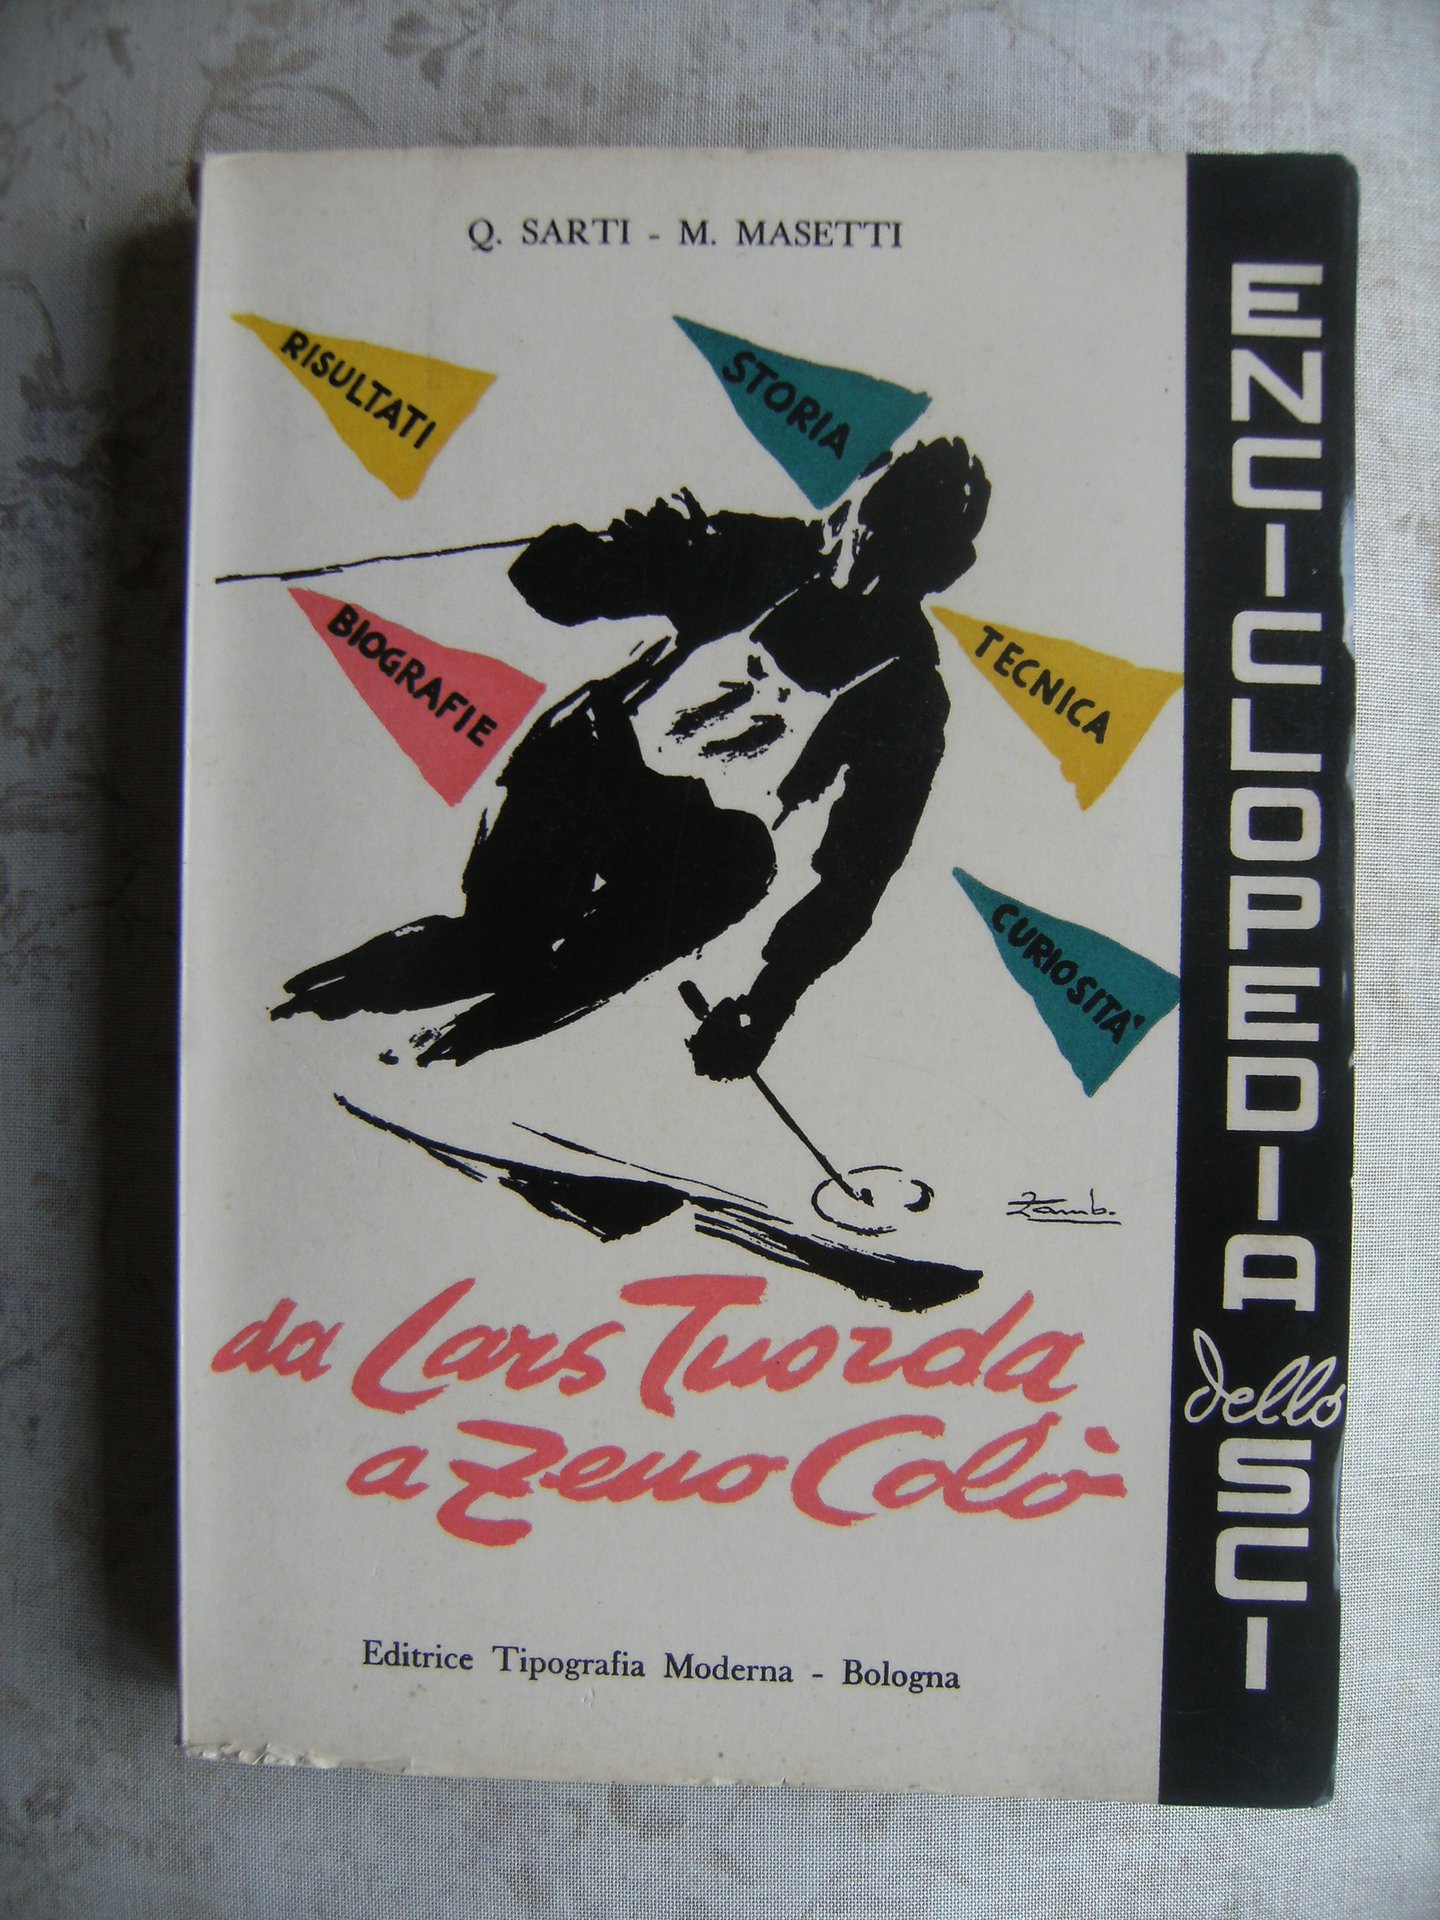 Q. SARTI - M. MASETTI
RISULTATI
STORIA
BIOGRAFIE
TECNICA
CURIOSITA'
Zamb.
da Lars Tuorda
a Zeno Colò
Editrice Tipografia Moderna - Bologna
ENCICLOPEDIA dello SCI